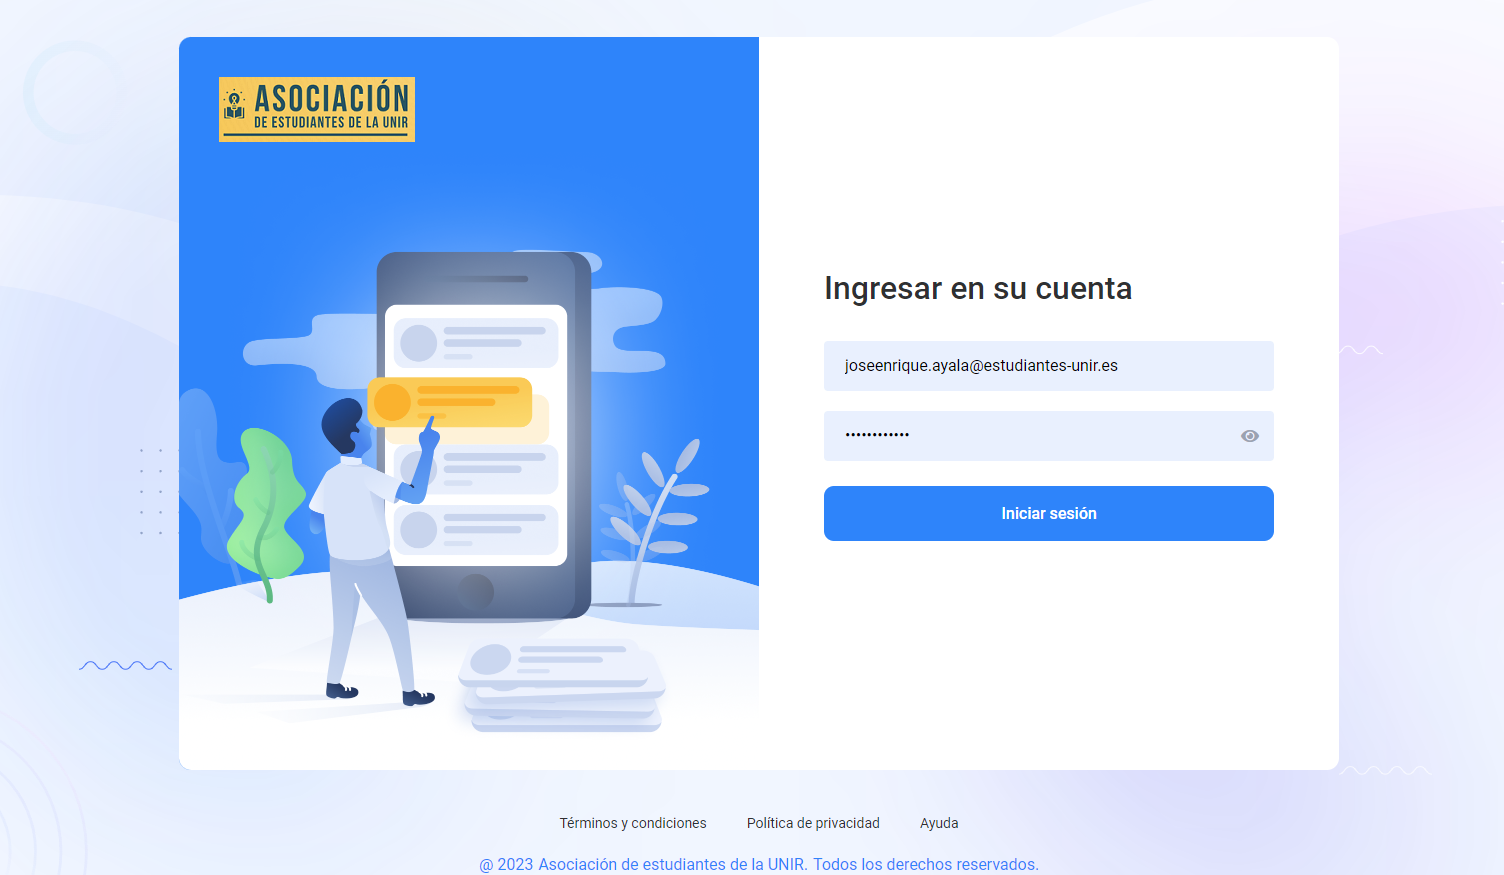 ASOCIACIÓN
DE ESTUDIANTES DE LA UNIR
Ingresar en su cuenta
joseenrique.ayala@estudiantes-unir.es
••••••••••••
Iniciar sesión
Términos y condiciones
Política de privacidad
Ayuda
@ 2023 Asociación de estudiantes de la UNIR. Todos los derechos reservados.